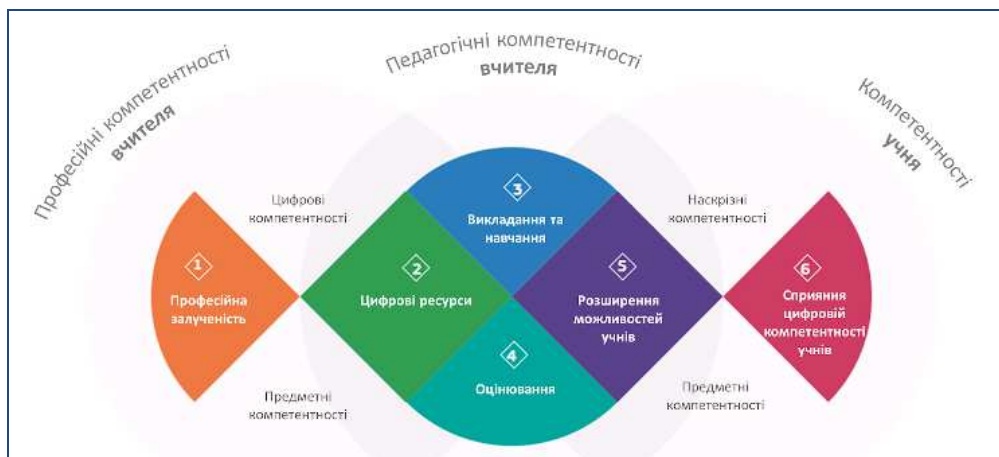 Професійні компетентності
вчителя
Педагогічні компетентності
вчителя
Компетентності
учня
Цифрові
компетентності
Наскрізні
компетентності
1
Професійна
залученість
2
Цифрові ресурси
3
Викладання та
навчання
4
Оцінювання
5
Розширення
можливостей
учнів
6
Сприяння
цифровій
компетентності
учнів
Предметні
компетентності
Предметні
компетентності